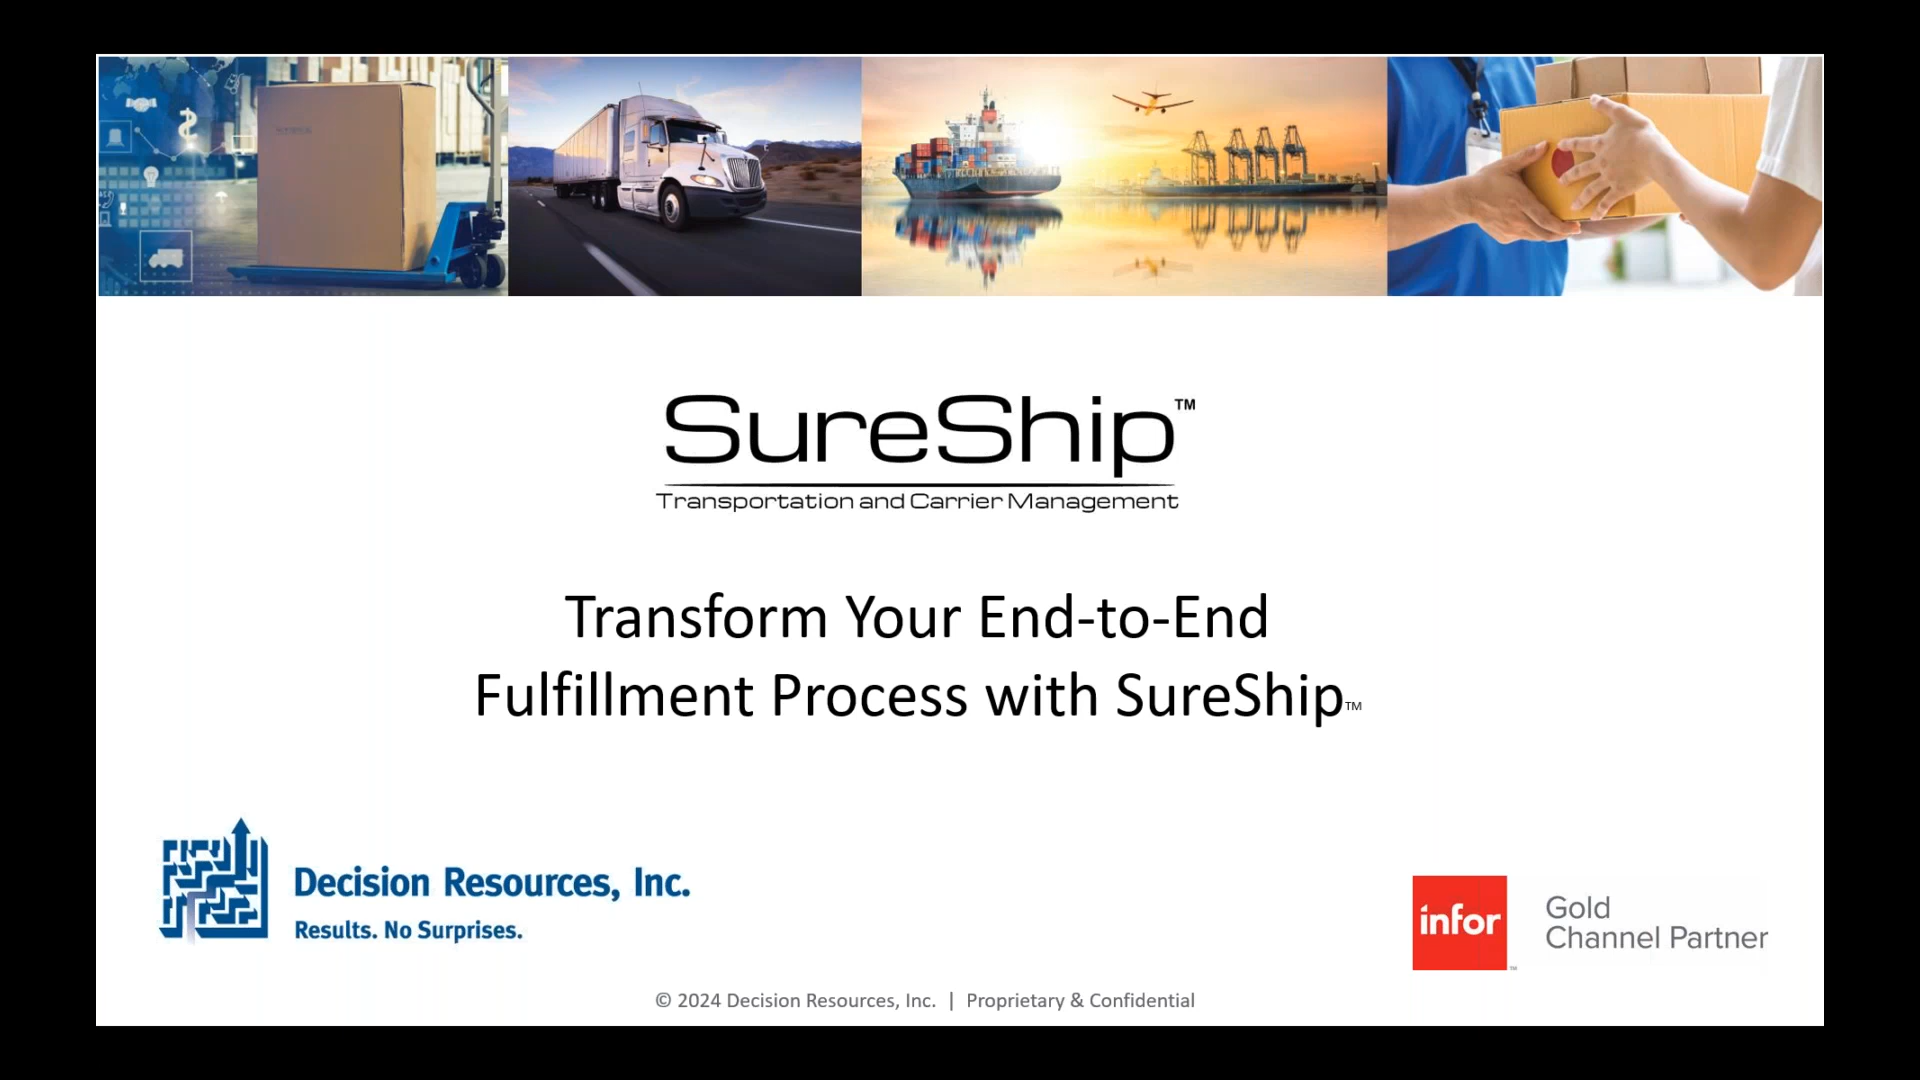 SureShip™
Transportation and Carrier Management
Transform Your End-to-End
Fulfillment Process with SureShip™
Decision Resources, Inc.
Results. No Surprises.
infor™
Gold
Channel Partner
© 2024 Decision Resources, Inc. | Proprietary & Confidential